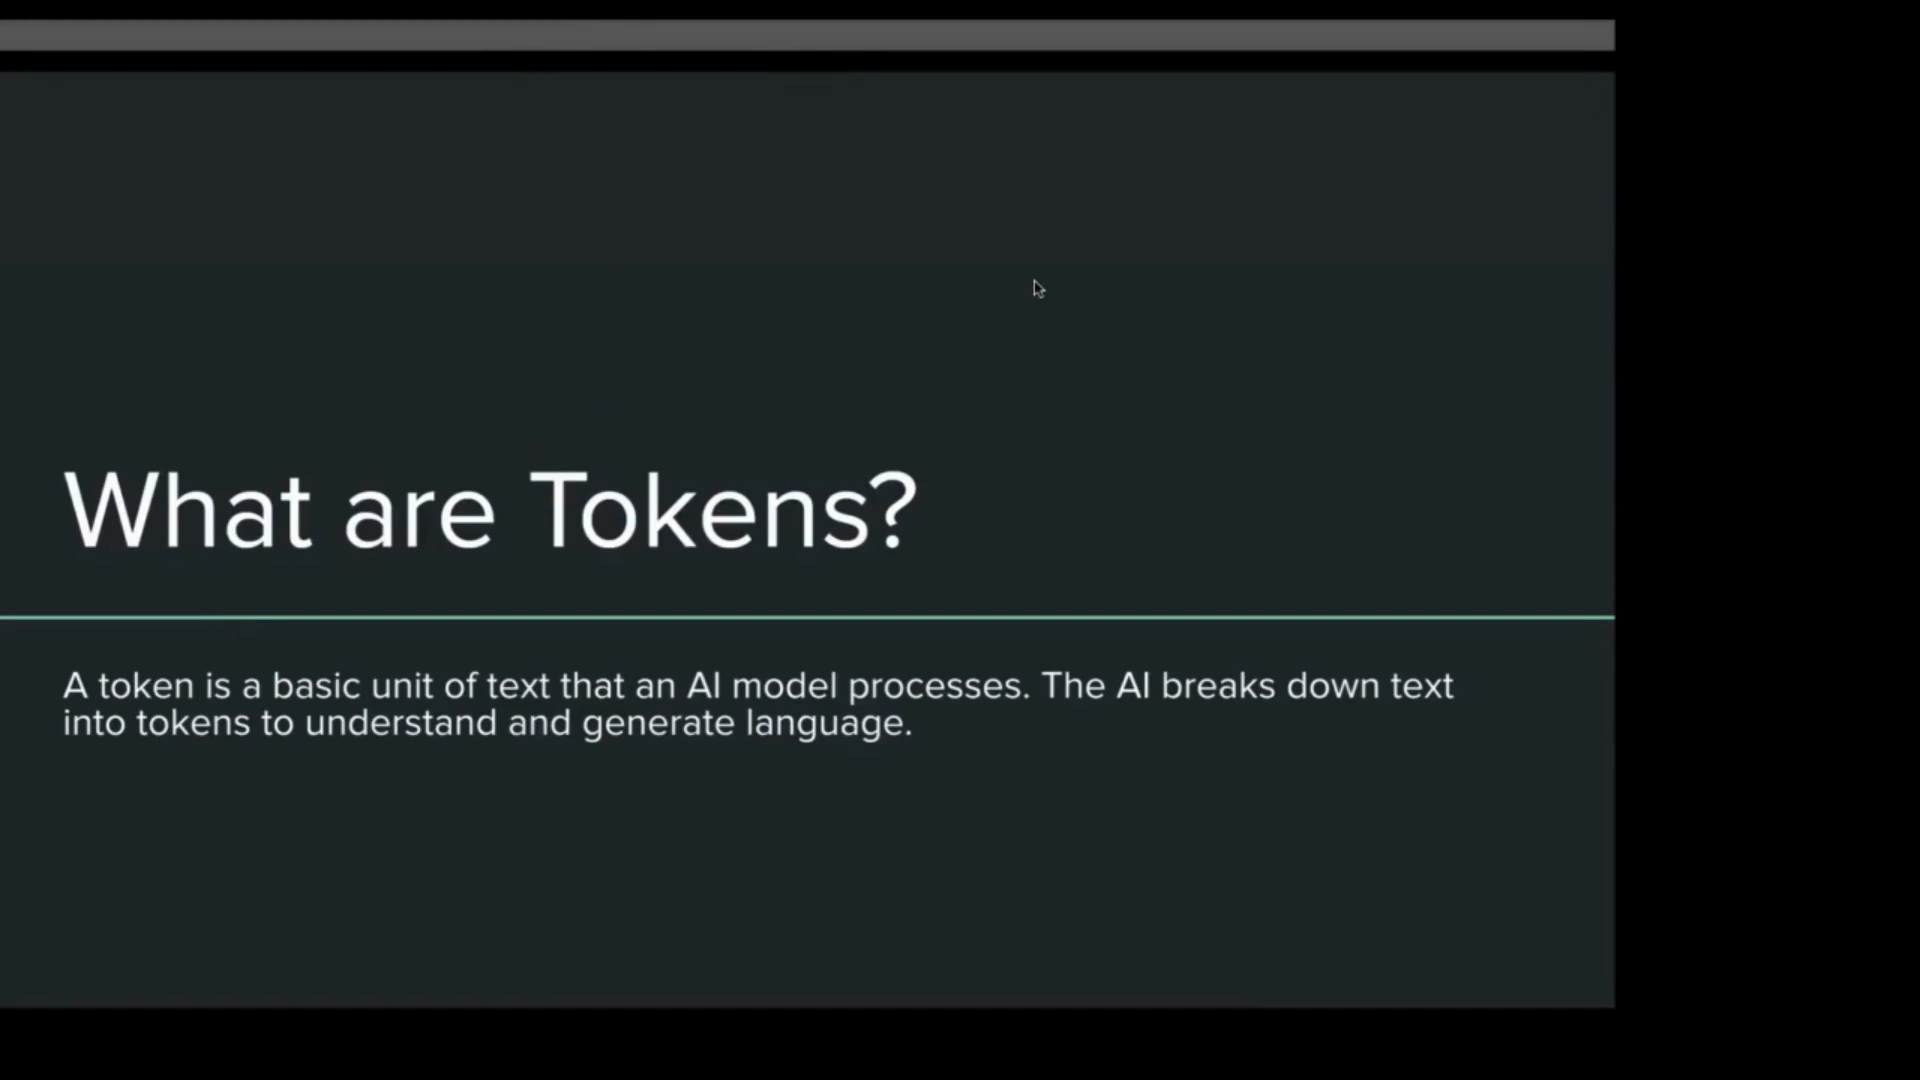 What are Tokens?
A token is a basic unit of text that an AI model processes. The AI breaks down text
into tokens to understand and generate language.